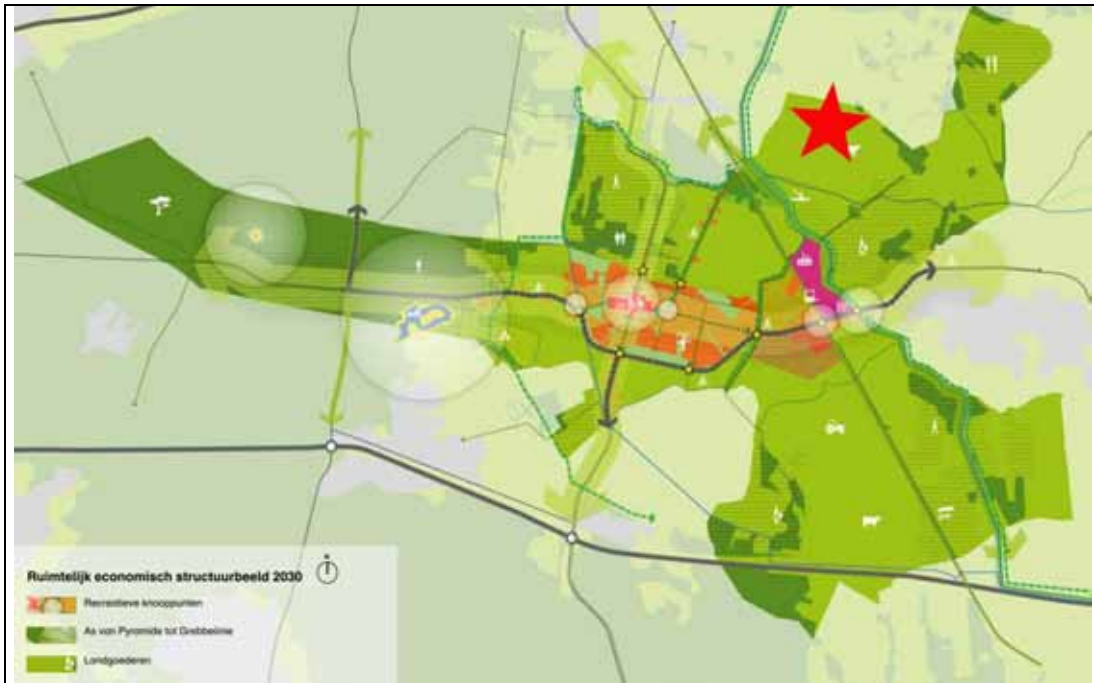 Ruimtelijk economisch structuurbeeld 2030
Recreatieve knooppunten
As van Pyramide tot Grebbelinie
Landgoederen